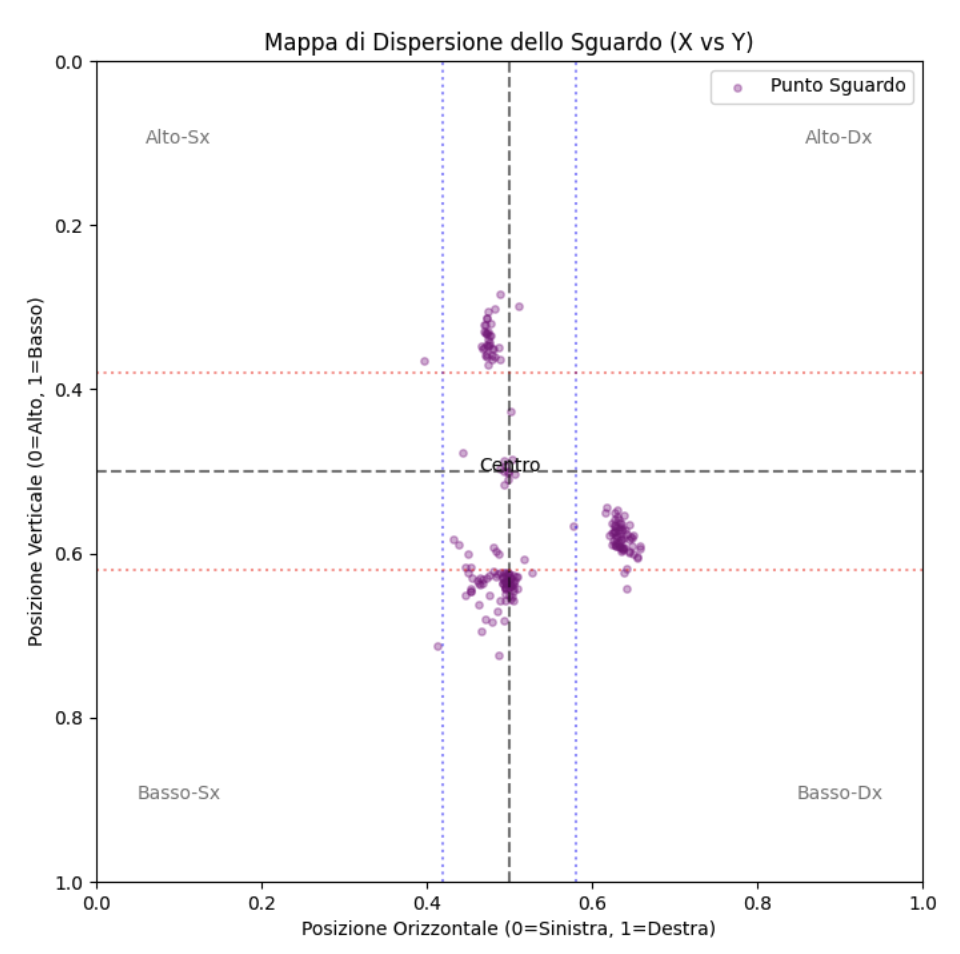 Mappa di Dispersione dello Sguardo (X vs Y)
0.0
Punto Sguardo
Alto-Sx
Alto-Dx
0.2
0.4
Centro
0.6
0.8
Basso-Sx
Basso-Dx
1.0
Posizione Verticale (0=Alto, 1=Basso)
0.0
0.2
0.4
0.6
0.8
1.0
Posizione Orizzontale (0=Sinistra, 1=Destra)